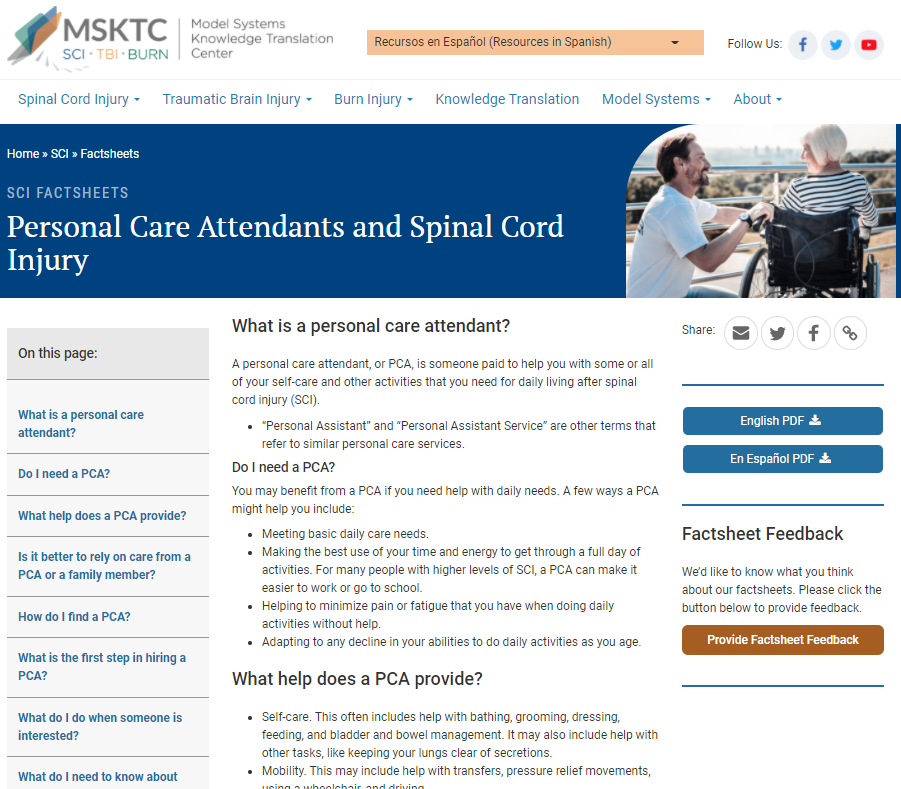 MSKTC
SCI · TBI · BURN
Model Systems
Knowledge Translation
Center
Recursos en Español (Resources in Spanish)
Follow Us:
Spinal Cord Injury
Traumatic Brain Injury
Burn Injury
Knowledge Translation
Model Systems
About
Home » SCI » Factsheets
SCI FACTSHEETS
Personal Care Attendants and Spinal Cord
Injury
On this page:
What is a personal care
attendant?
Do I need a PCA?
What help does a PCA provide?
Is it better to rely on care from a
PCA or a family member?
How do I find a PCA?
What is the first step in hiring a
PCA?
What do I do when someone is
interested?
What do I need to know about
What is a personal care attendant?
A personal care attendant, or PCA, is someone paid to help you with some or all
of your self-care and other activities that you need for daily living after spinal
cord injury (SCI).
• “Personal Assistant” and “Personal Assistant Service” are other terms that
refer to similar personal care services.
Do I need a PCA?
You may benefit from a PCA if you need help with daily needs. A few ways a PCA
might help you include:
• Meeting basic daily care needs.
• Making the best use of your time and energy to get through a full day of
activities. For many people with higher levels of SCI, a PCA can make it
easier to work or go to school.
• Helping to minimize pain or fatigue that you have when doing daily
activities without help.
• Adapting to any decline in your abilities to do daily activities as you age.
What help does a PCA provide?
• Self-care. This often includes help with bathing, grooming, dressing,
feeding, and bladder and bowel management. It may also include help with
other tasks, like keeping your lungs clear of secretions.
• Mobility. This may include help with transfers, pressure relief movements,
using a wheelchair, and driving.
Share:
English PDF
En Español PDF
Factsheet Feedback
We'd like to know what you think
about our factsheets. Please click the
button below to provide feedback.
Provide Factsheet Feedback